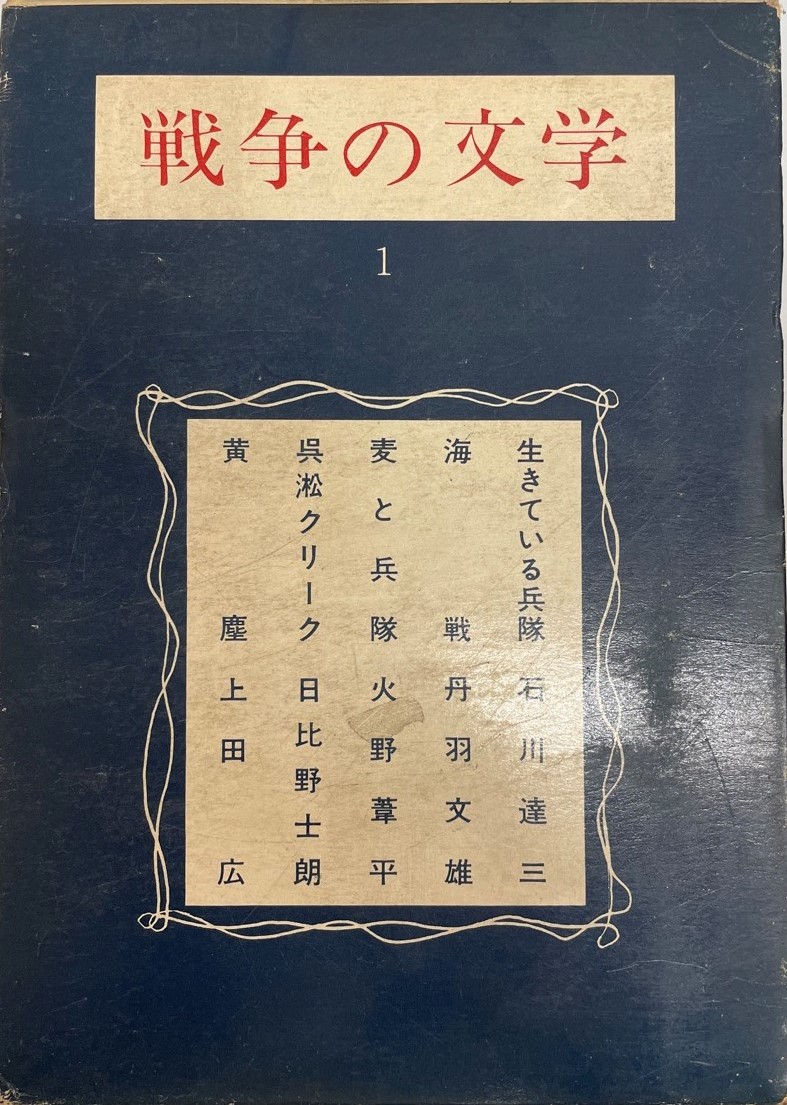 戦争の文学
1
生きている兵隊 石川達三
海戦 丹羽文雄
麦と兵隊 火野葦平
呉淞クリーク 日比野士朗
黄塵 上田広